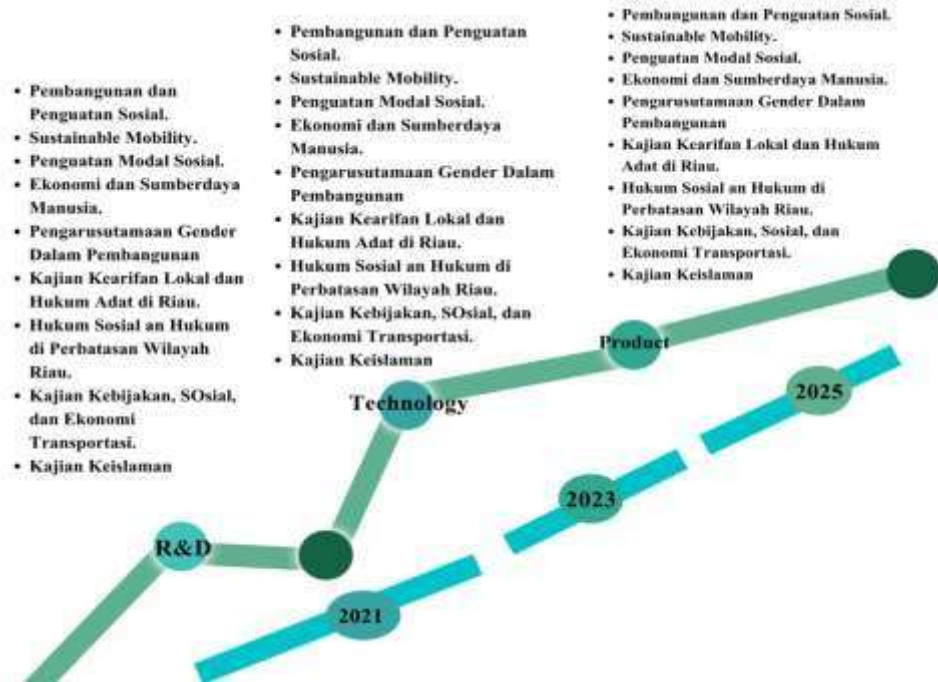 • Pembangunan dan
Penguatan Sosial.
• Sustainable Mobility.
• Penguatan Modal Sosial.
• Ekonomi dan Sumberdaya
Manusia.
• Pengarusutamaan Gender
Dalam Pembangunan
• Kajian Kearifan Lokal dan
Hukum Adat di Riau.
• Hukum Sosial an Hukum
di Perbatasan Wilayah
Riau.
• Kajian Kebijakan, SOsial,
dan Ekonomi
Transportasi.
• Kajian Keislaman
• Pembangunan dan Penguatan
Sosial.
• Sustainable Mobility.
• Penguatan Modal Sosial.
• Ekonomi dan Sumberdaya
Manusia.
• Pengarusutamaan Gender Dalam
Pembangunan
• Kajian Kearifan Lokal dan
Hukum Adat di Riau.
• Hukum Sosial an Hukum di
Perbatasan Wilayah Riau.
• Kajian Kebijakan, SOsial, dan
Ekonomi Transportasi.
• Kajian Keislaman
• Pembangunan dan Penguatan Sosial.
• Sustainable Mobility.
• Penguatan Modal Sosial.
• Ekonomi dan Sumberdaya Manusia.
• Pengarusutamaan Gender Dalam
Pembangunan
• Kajian Kearifan Lokal dan Hukum
Adat di Riau.
• Hukum Sosial an Hukum di
Perbatasan Wilayah Riau.
• Kajian Kebijakan, Sosial, dan
Ekonomi Transportasi.
• Kajian Keislaman
R&D
Technology
Product
2021
2023
2025